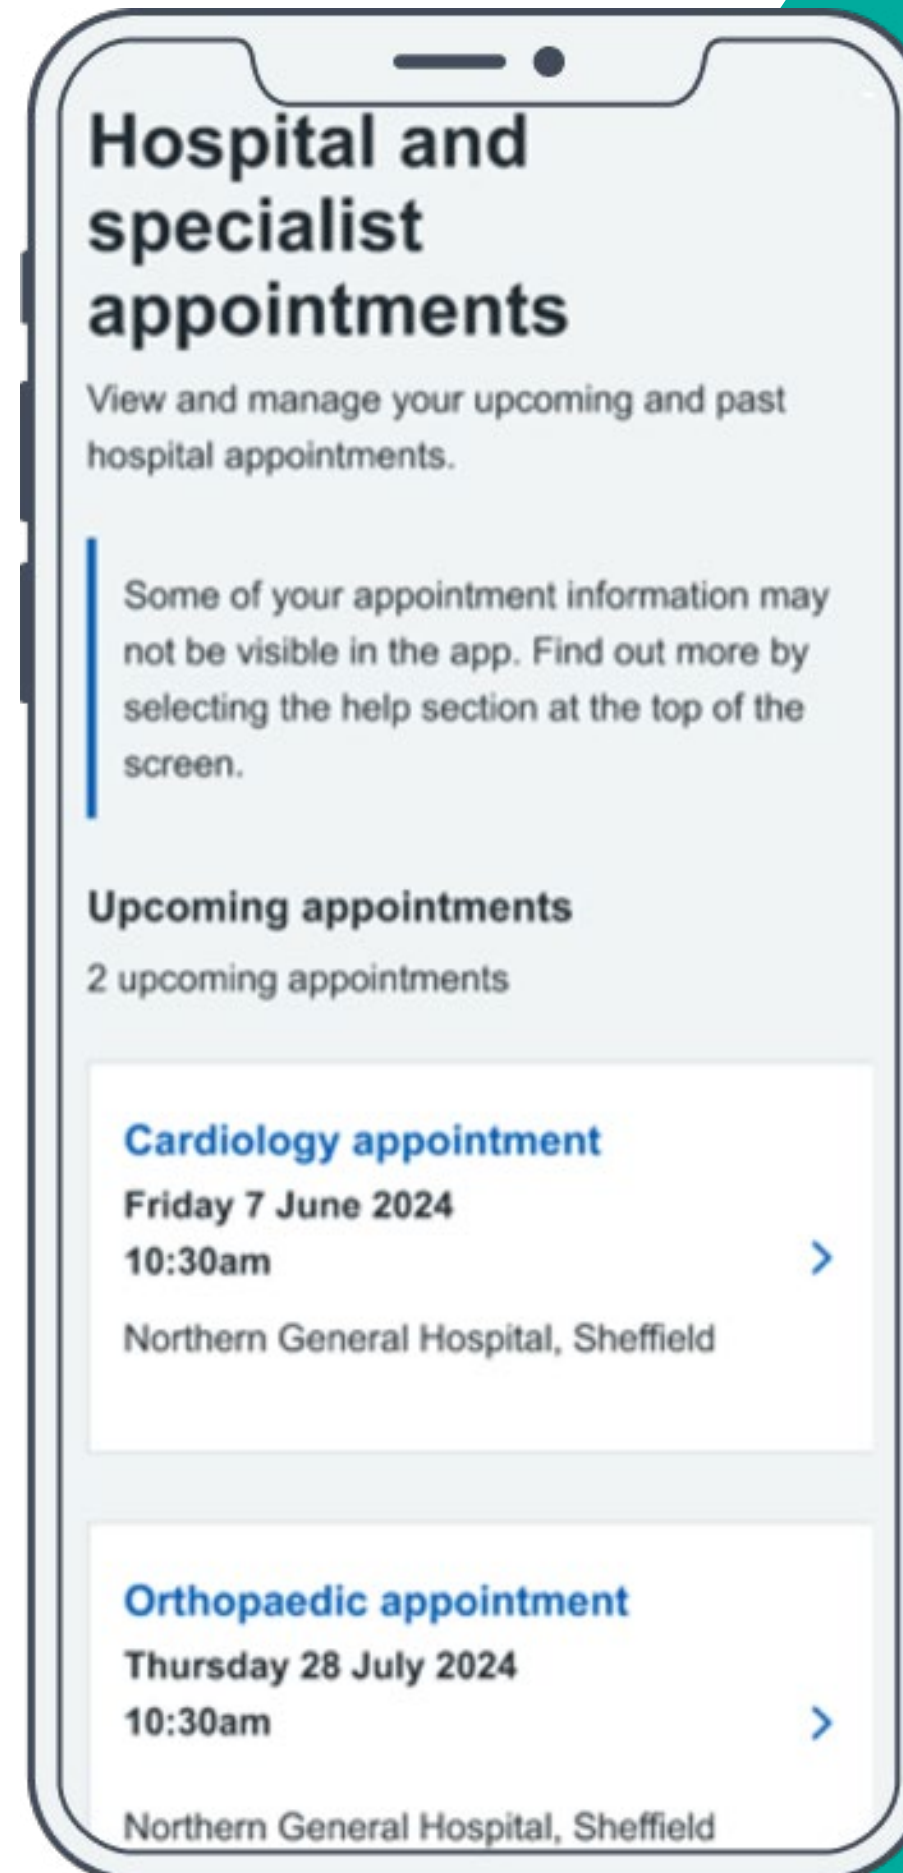 Hospital and
specialist
appointments
View and manage your upcoming and past
hospital appointments.
Some of your appointment information may
not be visible in the app. Find out more by
selecting the help section at the top of the
screen.
Upcoming appointments
2 upcoming appointments
Cardiology appointment
Friday 7 June 2024
10:30am
Northern General Hospital, Sheffield
Orthopaedic appointment
Thursday 28 July 2024
10:30am
Northern General Hospital, Sheffield